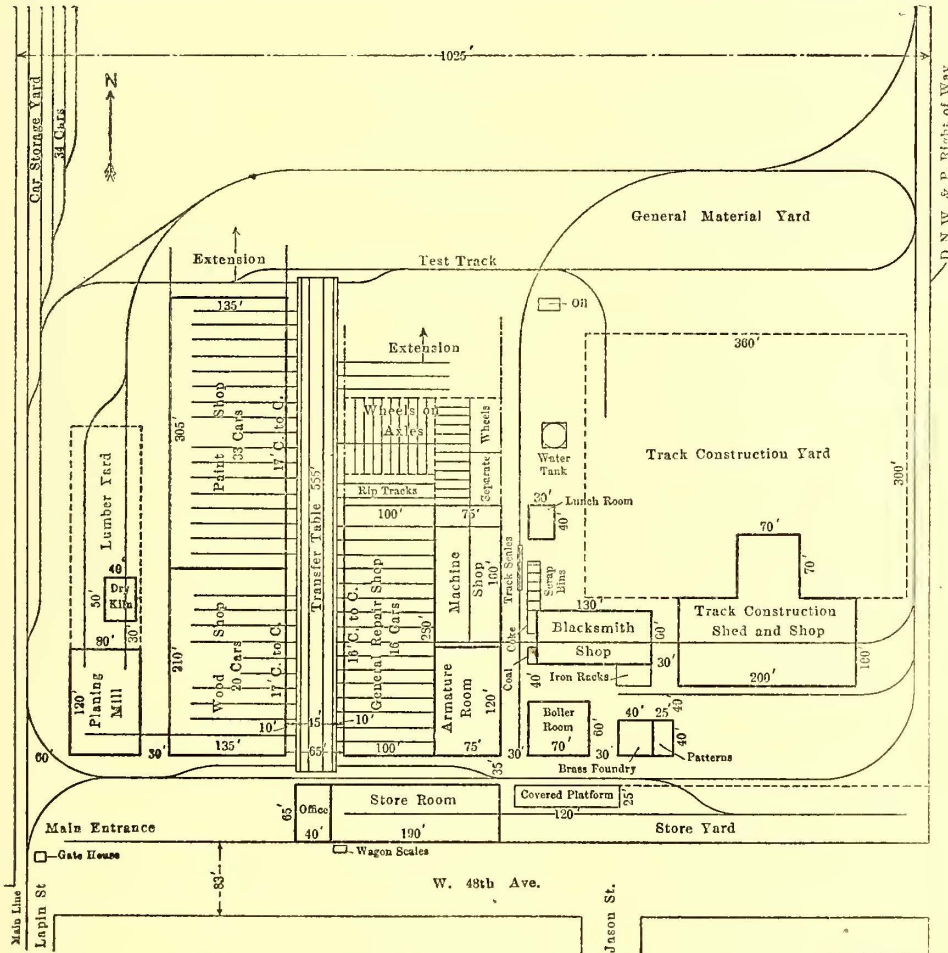 1025'
N
Car Storage Yard
34 Cars
D.N.W. & P. Right of Way
General Material Yard
Extension
Test Track
135'
Oil
Extension
360'
Paint Shop
33 Cars
17' C. to C.
305'
Wheels on
Axles
Separate Wheels
Water
Tank
Track Construction Yard
300'
Lumber Yard
Transfer Table 555'
Rip Tracks
100'
75'
30'
Lunch Room
40'
70'
70'
40'
50'
Dry
Kiln
30'
80'
Wood Shop
20 Cars
17' C. to C.
210'
16' C. to C.
General Repair Shop
16 Cars
280'
Machine
Shop
160'
Track Scales
Scrap
Bins
Coke
Coal
130'
Blacksmith
Shop
60'
30'
40'
Iron Racks
Track Construction
Shed and Shop
100'
200'
120'
Planing
Mill
10'
45'
10'
Armature
Room
120'
Boiler
Room
70'
60'
40'
25'
40'
40'
60'
30'
135'
65'
100'
75'
35'
30'
30'
Brass Foundry
Patterns
65'
Office
40'
Store Room
190'
Covered Platform
25'
120'
Main Entrance
Store Yard
Gate House
Wagon Scales
83'
W. 48th Ave.
Main Line
Lapin St
Jason St.